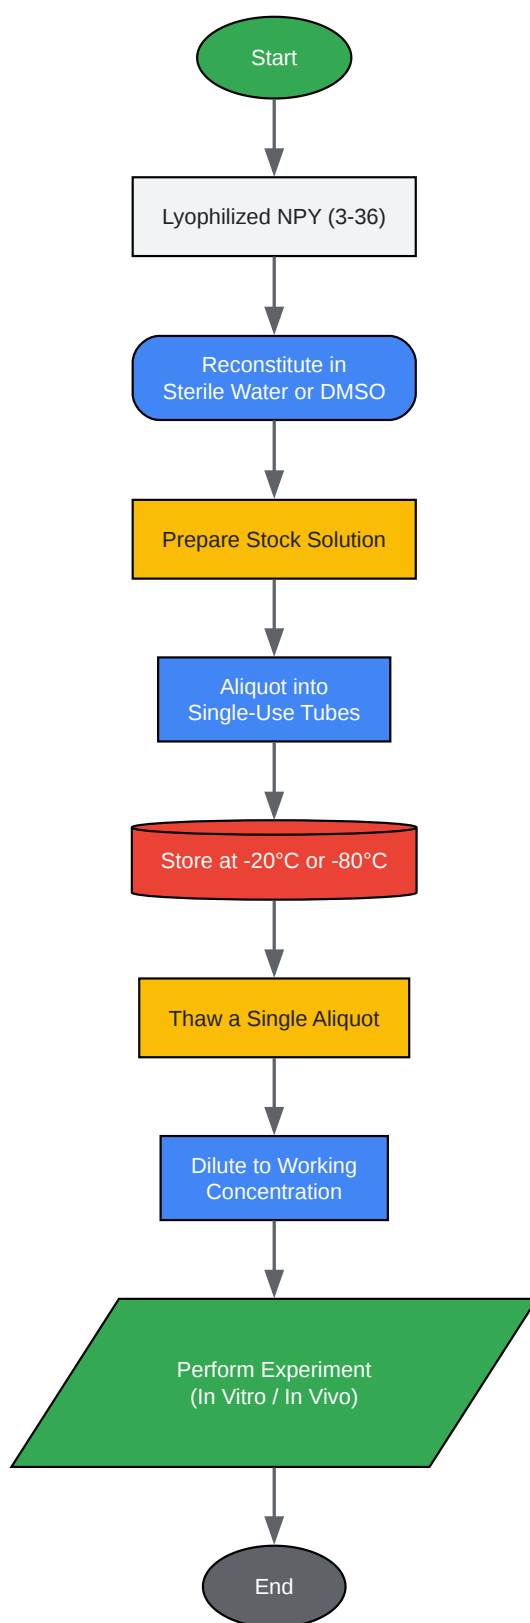 Start
Lyophilized NPY (3-36)
Reconstitute in
Sterile Water or DMSO
Prepare Stock Solution
Aliquot into
Single-Use Tubes
Store at -20°C or -80°C
Thaw a Single Aliquot
Dilute to Working
Concentration
Perform Experiment
(In Vitro / In Vivo)
End